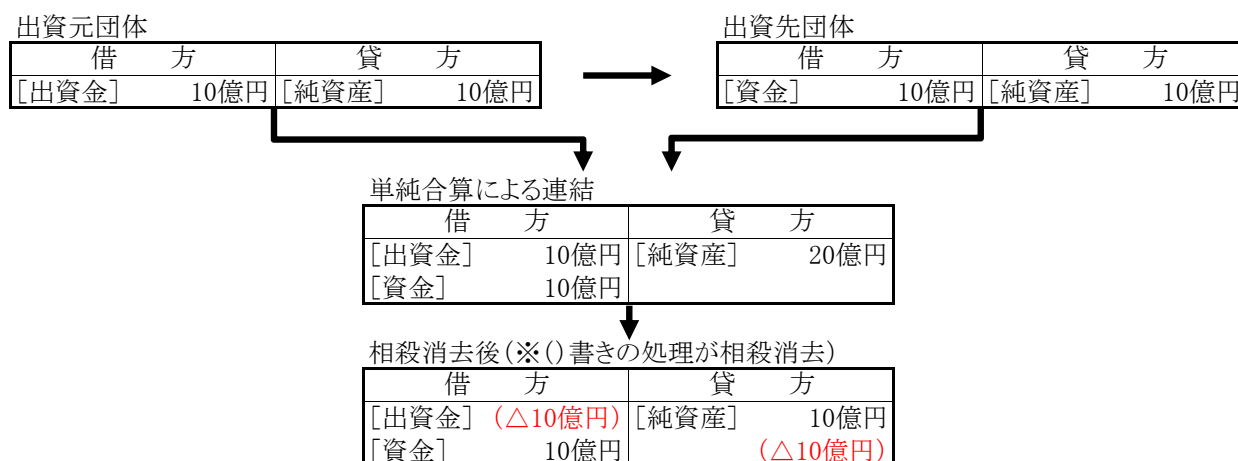 出資元団体
借　方　貸　方
[出資金]　10億円　[純資産]　10億円
出資先団体
借　方　貸　方
[資金]　10億円　[純資産]　10億円
単純合算による連結
借　方　貸　方
[出資金]　10億円　[純資産]　20億円
[資金]　10億円
相殺消去後(※()書きの処理が相殺消去)
借　方　貸　方
[出資金]　(△10億円)　[純資産]　10億円
[資金]　10億円　(△10億円)